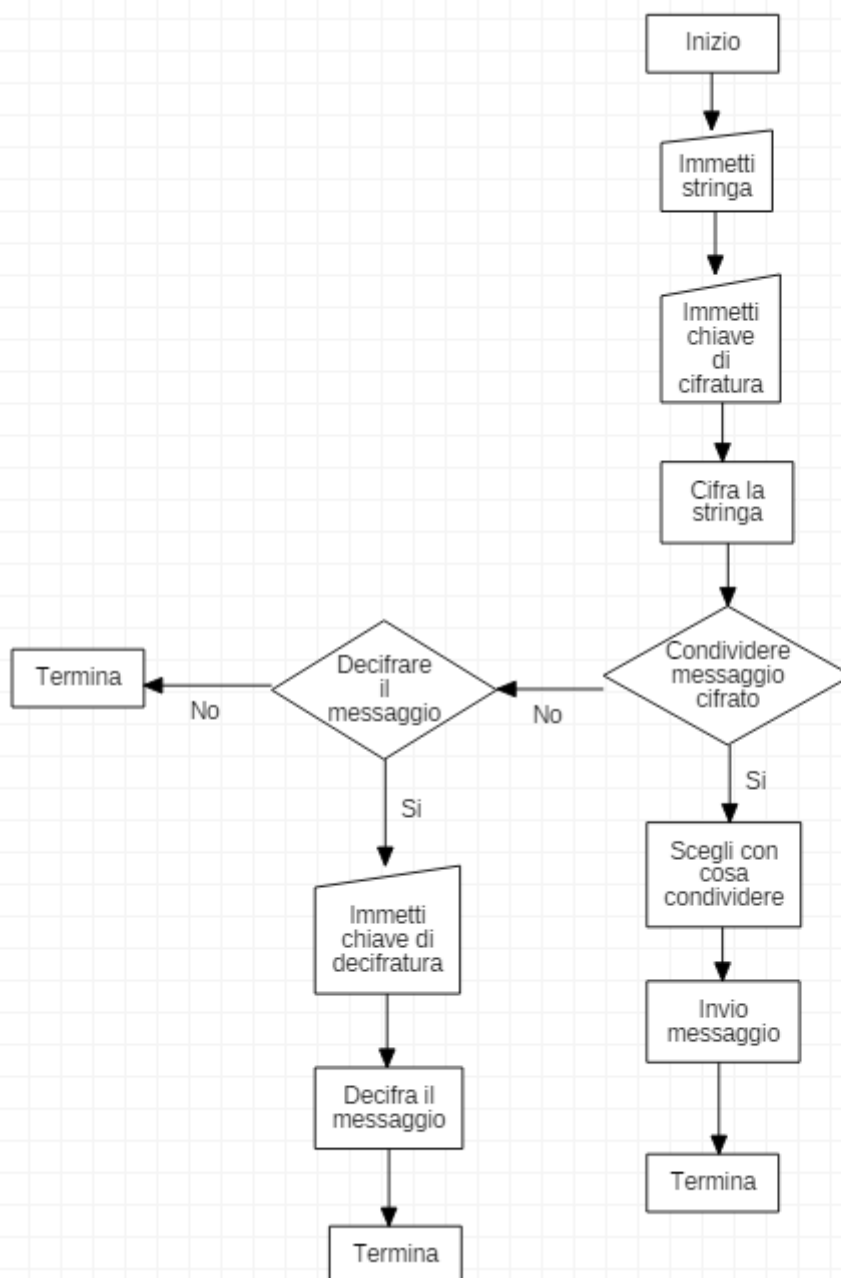 Inizio
Immetti
stringa
Immetti
chiave
di
cifratura
Cifra la
stringa
Condividere
messaggio
cifrato
No
Decifrare
il
messaggio
No
Termina
Si
Immetti
chiave di
decifratura
Decifra il
messaggio
Termina
Si
Scegli con
cosa
condividere
Invio
messaggio
Termina